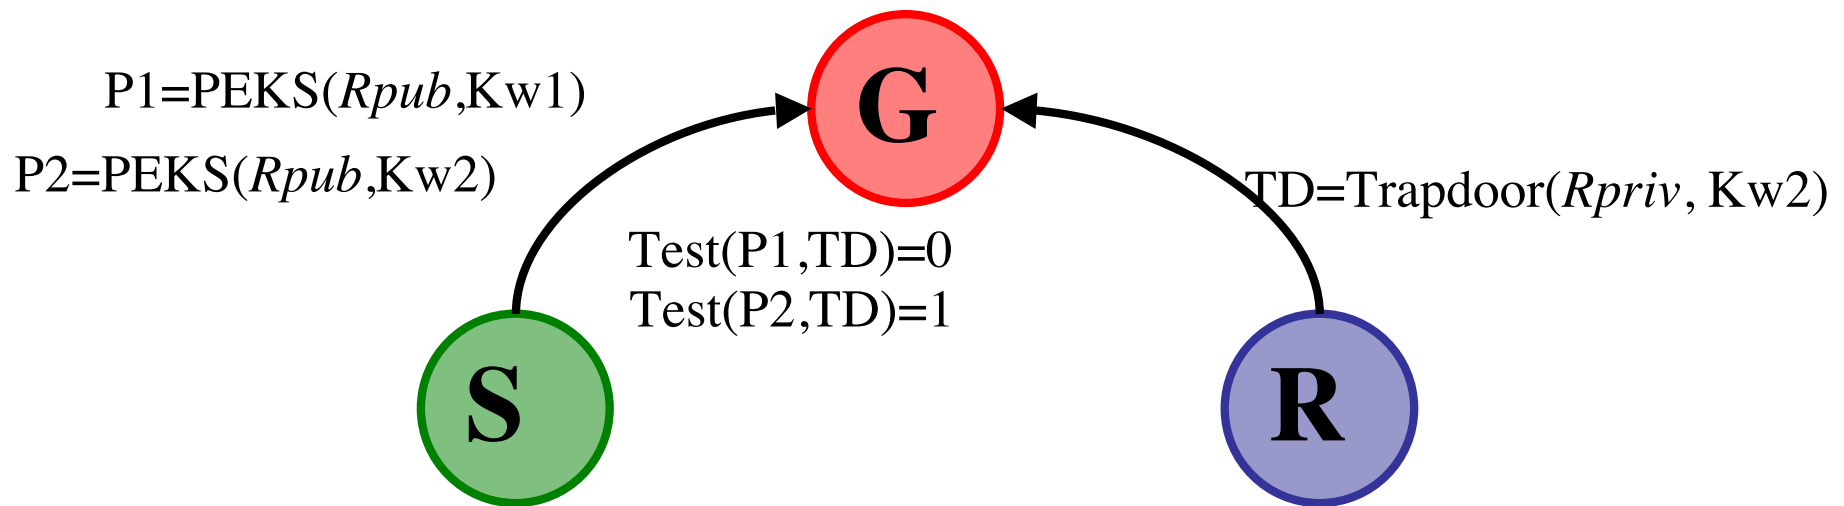 G
P1=PEKS(Rpub,Kw1)
P2=PEKS(Rpub,Kw2)
TD=Trapdoor(Rpriv, Kw2)
Test(P1,TD)=0
Test(P2,TD)=1
S
R